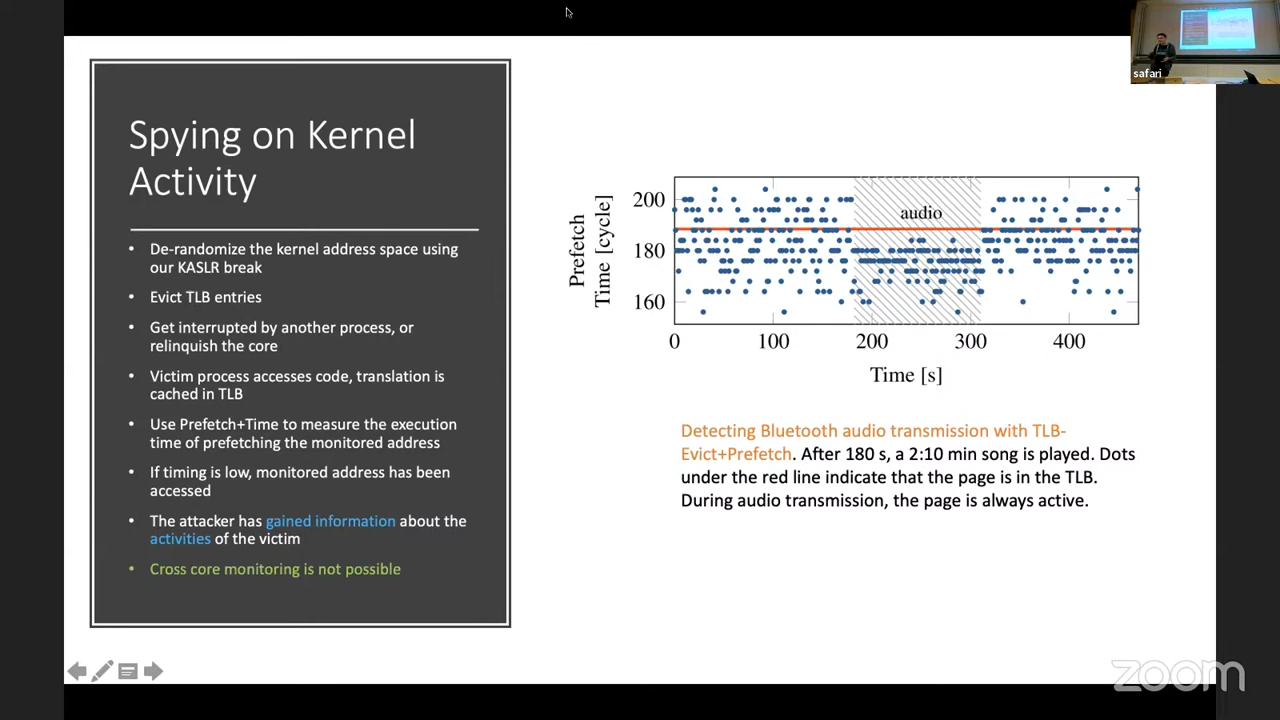 safari
Spying on Kernel
Activity
• De-randomize the kernel address space using
our KASLR break
• Evict TLB entries
• Get interrupted by another process, or
relinquish the core
• Victim process accesses code, translation is
cached in TLB
• Use Prefetch+Time to measure the execution
time of prefetching the monitored address
• If timing is low, monitored address has been
accessed
• The attacker has gained information about the
activities of the victim
• Cross core monitoring is not possible
Prefetch
Time [cycle]
200
180
160
audio
0 100 200 300 400
Time [s]
Detecting Bluetooth audio transmission with TLB-
Evict+Prefetch. After 180 s, a 2:10 min song is played. Dots
under the red line indicate that the page is in the TLB.
During audio transmission, the page is always active.
zoom